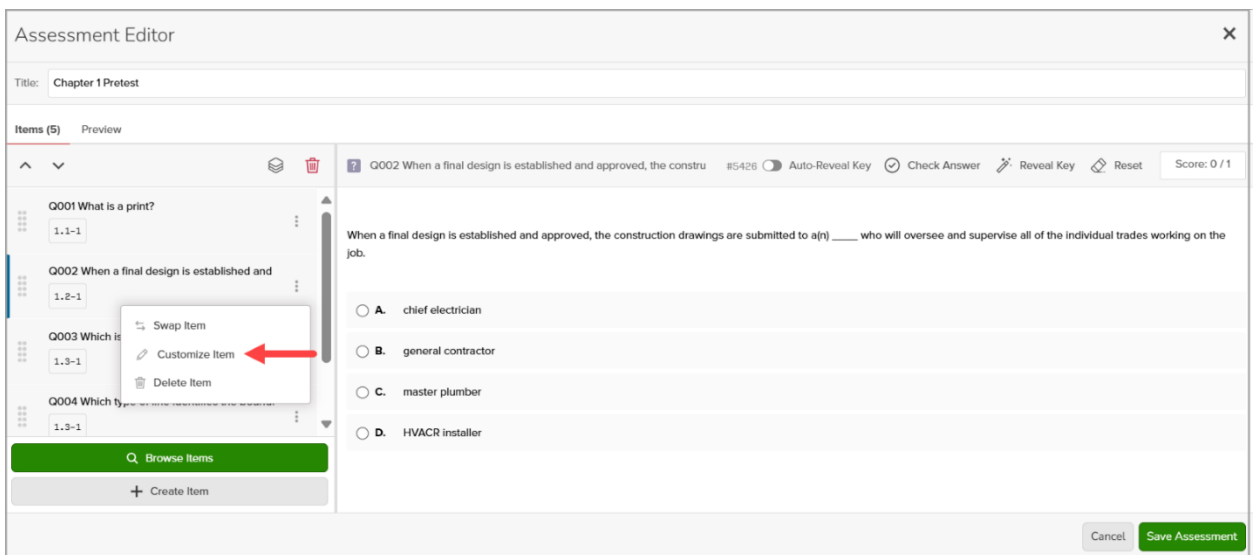 Assessment Editor
Title: Chapter 1 Pretest
Items (5) Preview
Q001 What is a print?
1.1-1
Q002 When a final design is established and
1.2-1
Swap Item
Customize Item
Delete Item
Q003 Which is
1.3-1
Q004 Which
1.3-1
Browse Items
Create Item
? Q002 When a final design is established and approved, the constru #5426 Auto-Reveal Key Check Answer Reveal Key Reset Score: 0 / 1
When a final design is established and approved, the construction drawings are submitted to a(n) ____ who will oversee and supervise all of the individual trades working on the
job.
A. chief electrician
B. general contractor
C. master plumber
D. HVACR installer
Cancel Save Assessment